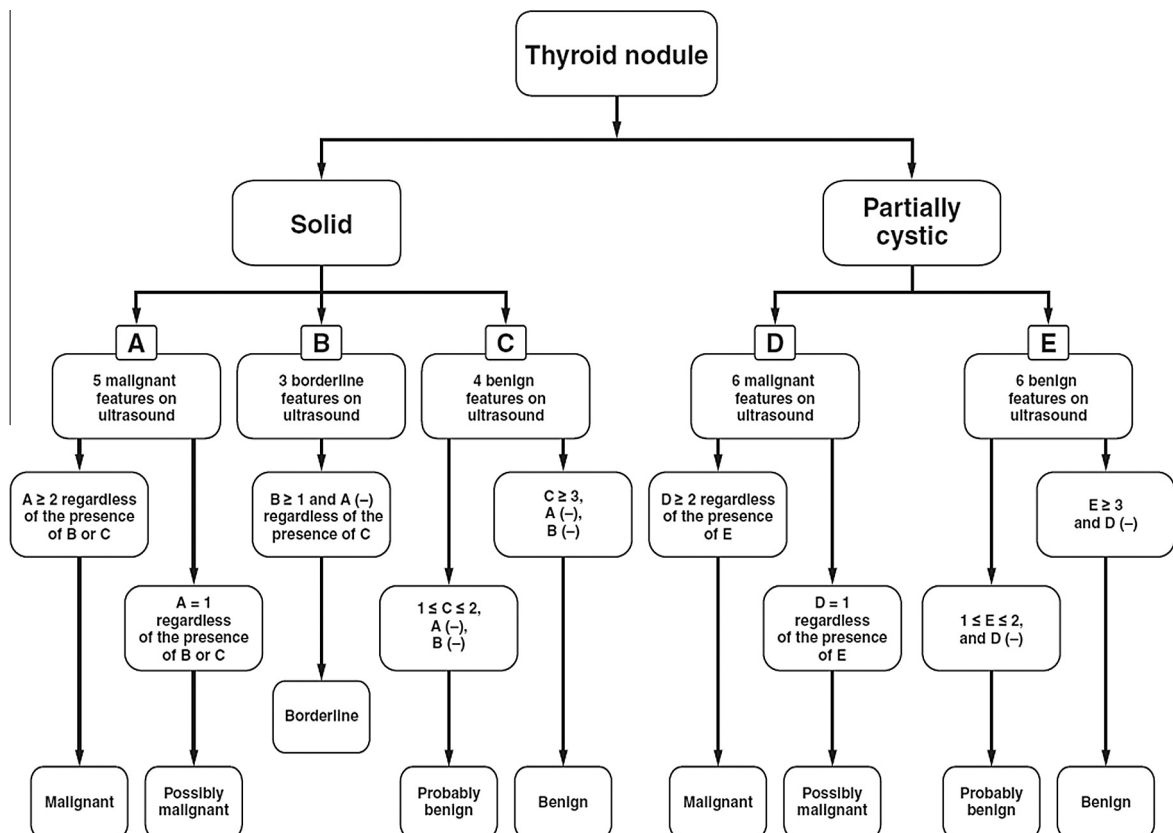 Thyroid nodule
Solid
Partially
cystic
A
5 malignant
features on
ultrasound
B
3 borderline
features on
ultrasound
C
4 benign
features on
ultrasound
D
6 malignant
features on
ultrasound
E
6 benign
features on
ultrasound
A ≥ 2 regardless
of the presence
of B or C
B ≥ 1 and A (–)
regardless of the
presence of C
C ≥ 3,
A (–),
B (–)
D ≥ 2 regardless
of the presence
of E
E ≥ 3
and D (–)
A = 1
regardless
of the presence
of B or C
1 ≤ C ≤ 2,
A (–),
B (–)
D = 1
regardless
of the presence
of E
1 ≤ E ≤ 2,
and D (–)
Borderline
Malignant
Possibly
malignant
Probably
benign
Benign
Malignant
Possibly
malignant
Probably
benign
Benign